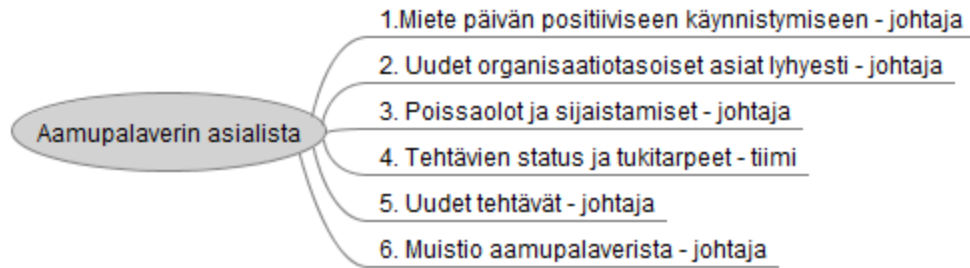 Aamupalaverin asialista
1.Miete päivän positiiviseen käynnistymiseen - johtaja
2. Uudet organisaatiotasoiset asiat lyhyesti - johtaja
3. Poissaolot ja sijaistamiset - johtaja
4. Tehtävien status ja tukitarpeet - tiimi
5. Uudet tehtävät - johtaja
6. Muistio aamupalaverista - johtaja